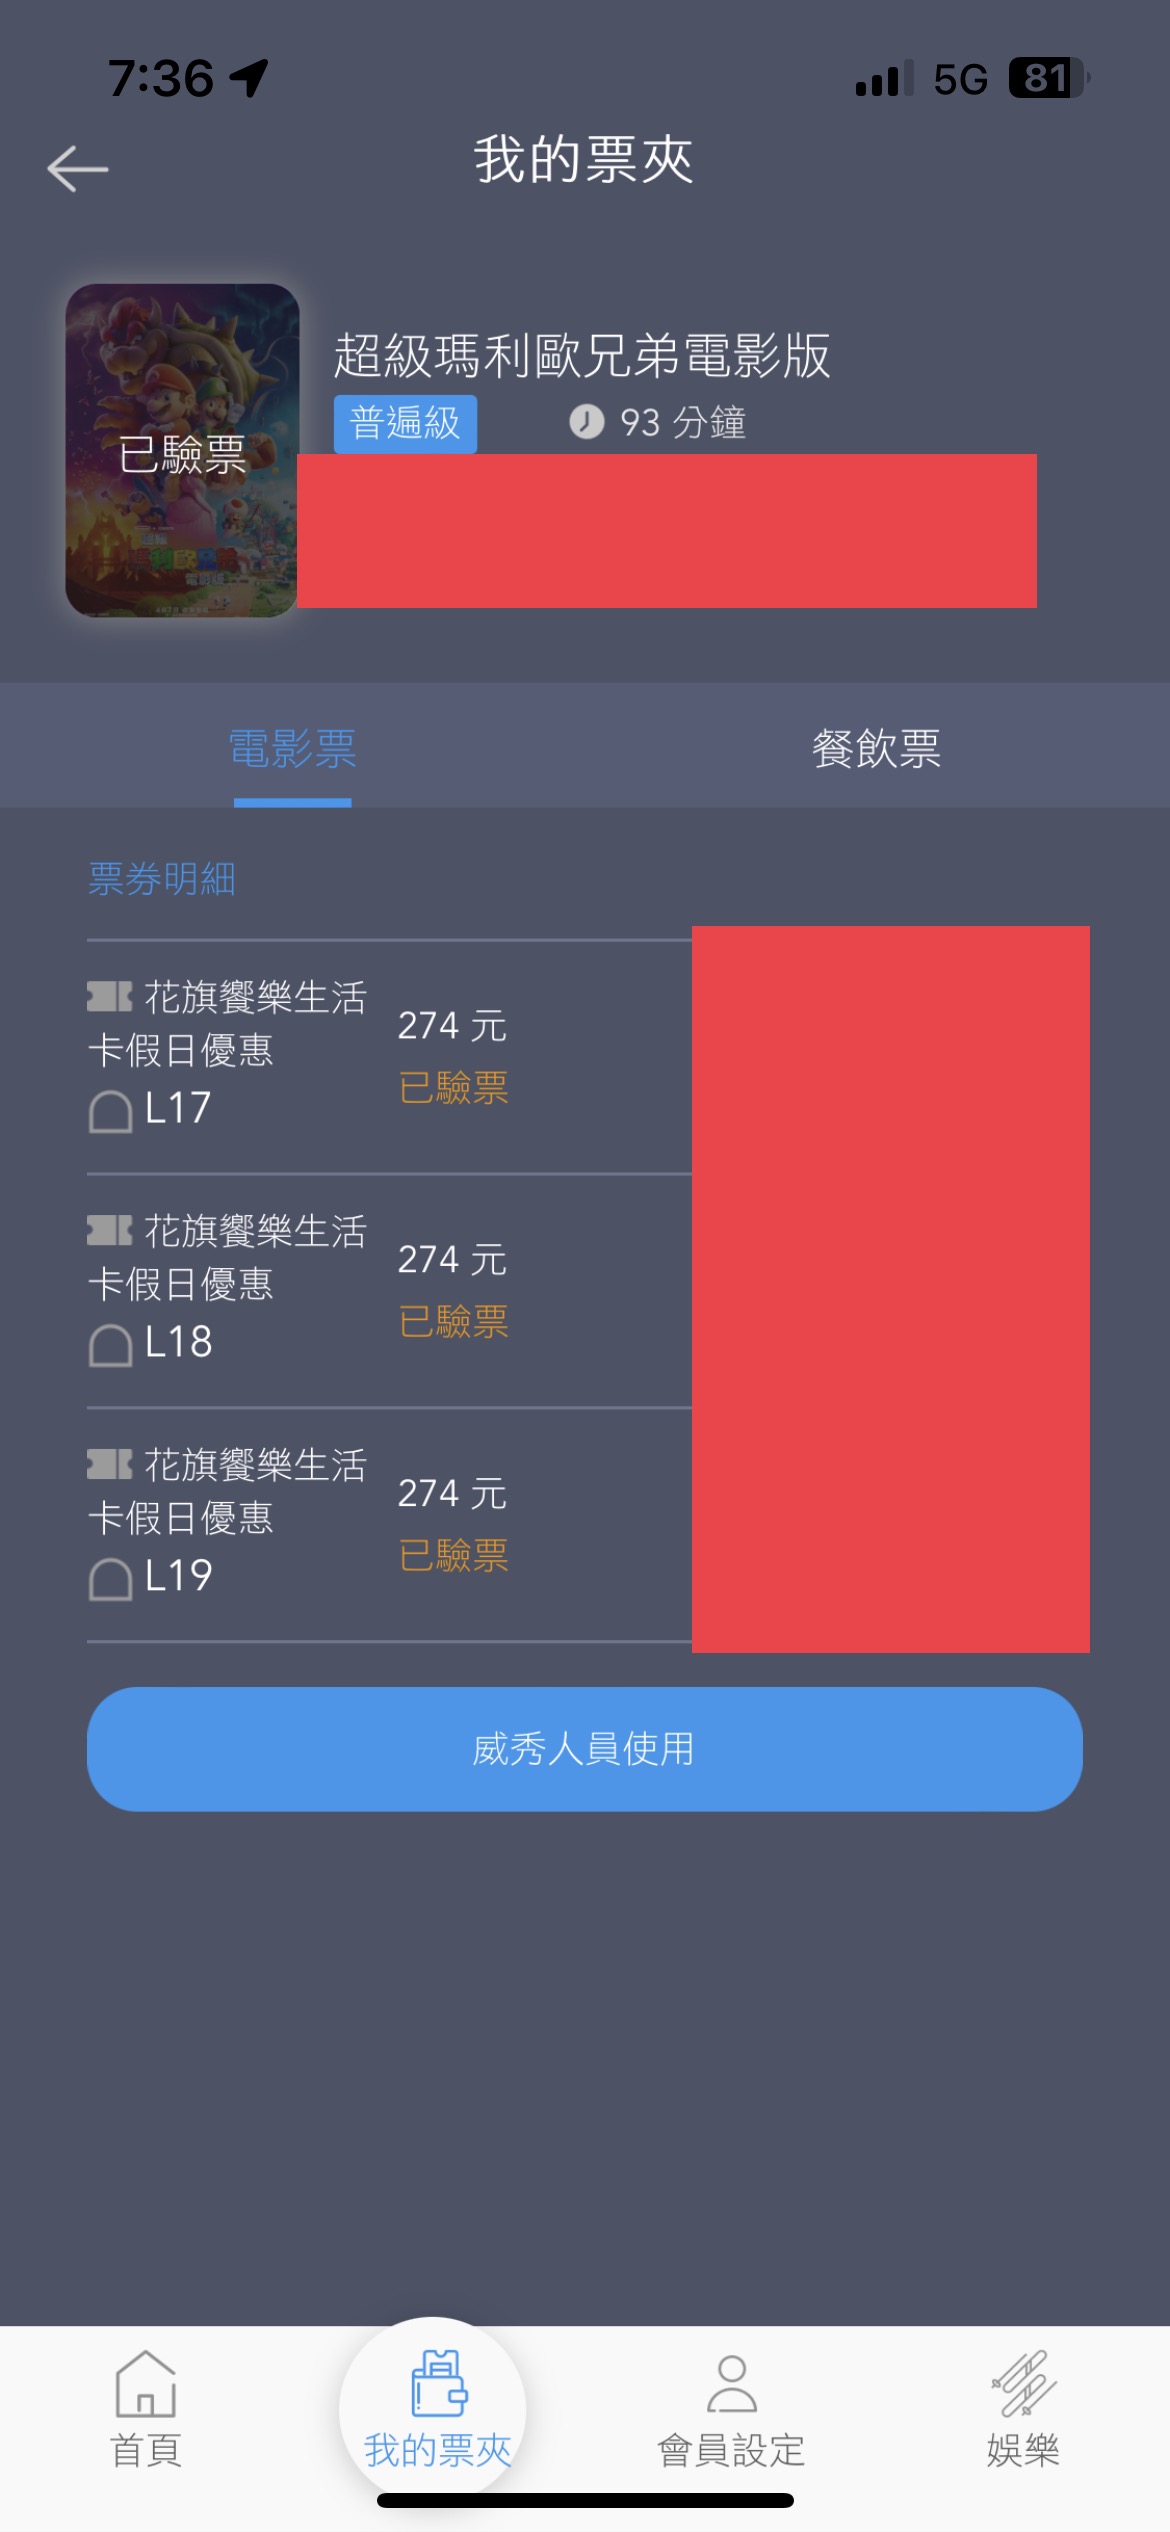 7:36
5G
81
我的票夾
已驗票
超級瑪利歐兄弟電影版
普遍級
93 分鐘
電影票
餐飲票
票券明細
花旗饗樂生活
卡假日優惠
L17
274 元
已驗票
花旗饗樂生活
卡假日優惠
L18
274 元
已驗票
花旗饗樂生活
卡假日優惠
L19
274 元
已驗票
威秀人員使用
首頁
我的票夾
會員設定
娛樂